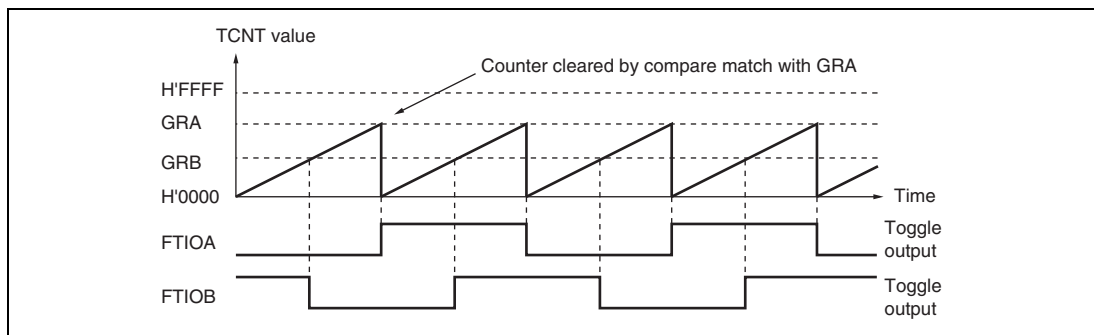 TCNT value
Counter cleared by compare match with GRA
H'FFFF
GRA
GRB
H'0000
Time
FTIOA
Toggle
output
FTIOB
Toggle
output